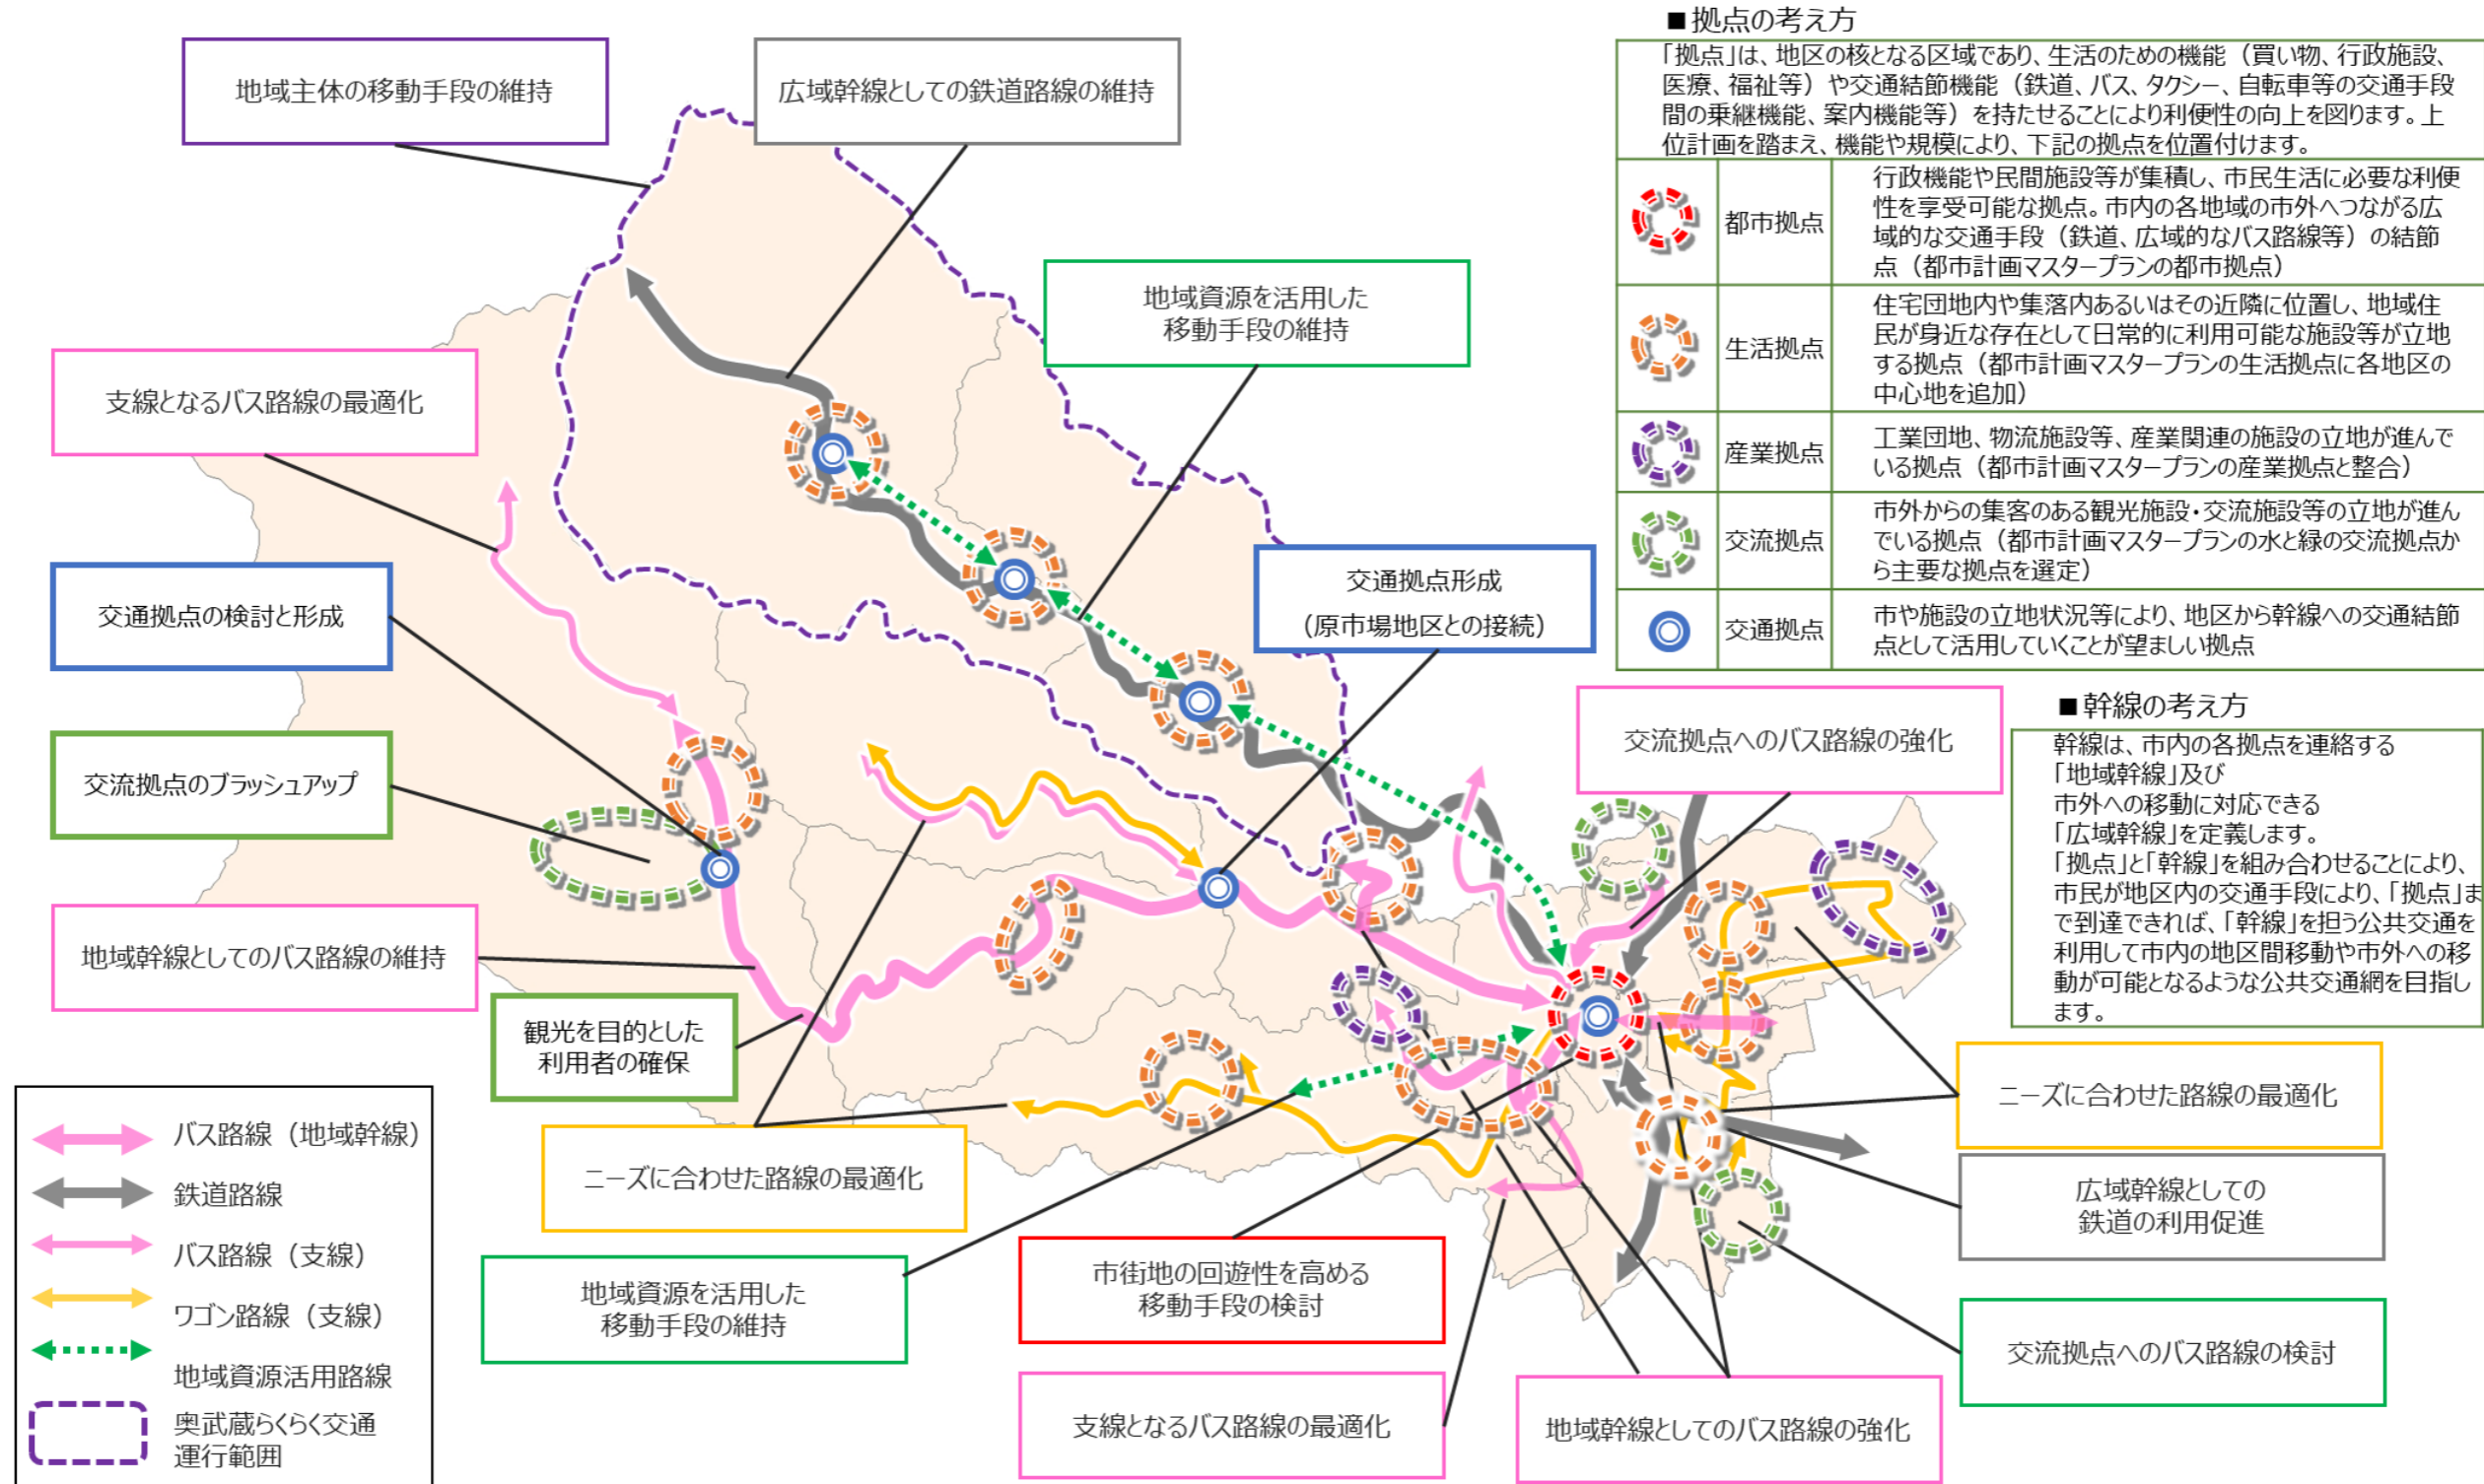 ■拠点の考え方
「拠点」は、地区の核となる区域であり、生活のための機能（買い物、行政施設、
医療、福祉等）や交通結節機能（鉄道、バス、タクシー、自転車等の交通手段
間の乗継機能、案内機能等）を持たせることにより利便性の向上を図ります。上
位計画を踏まえ、機能や規模により、下記の拠点を位置付けます。
都市拠点
行政機能や民間施設等が集積し、市民生活に必要な利便
性を享受可能な拠点。市内の各地域の市外へつながる広
域的な交通手段（鉄道、広域的なバス路線等）の結節
点（都市計画マスタープランの都市拠点）
生活拠点
住宅団地内や集落内あるいはその近隣に位置し、地域住
民が身近な存在として日常的に利用可能な施設等が立地
する拠点（都市計画マスタープランの生活拠点に各地区の
中心地を追加）
産業拠点
工業団地、物流施設等、産業関連の施設の立地が進んで
いる拠点（都市計画マスタープランの産業拠点と整合）
交流拠点
市外からの集客のある観光施設・交流施設等の立地が進ん
でいる拠点（都市計画マスタープランの水と緑の交流拠点か
ら主要な拠点を選定）
交通拠点
市や施設の立地状況等により、地区から幹線への交通結節
点として活用していくことが望ましい拠点
■幹線の考え方
幹線は、市内の各拠点を連絡する
「地域幹線」及び
市外への移動に対応できる
「広域幹線」を定義します。
「拠点」と「幹線」を組み合わせることにより、
市民が地区内の交通手段により、「拠点」ま
で到達できれば、「幹線」を担う公共交通を
利用して市内の地区間移動や市外への移
動が可能となるような公共交通網を目指し
ます。
地域主体の移動手段の維持
広域幹線としての鉄道路線の維持
地域資源を活用した
移動手段の維持
支線となるバス路線の最適化
交通拠点の検討と形成
交通拠点形成
（原市場地区との接続）
交流拠点へのバス路線の強化
交流拠点のブラッシュアップ
地域幹線としてのバス路線の維持
観光を目的とした
利用者の確保
ニーズに合わせた路線の最適化
ニーズに合わせた路線の最適化
広域幹線としての
鉄道の利用促進
地域資源を活用した
移動手段の維持
市街地の回遊性を高める
移動手段の検討
交流拠点へのバス路線の検討
支線となるバス路線の最適化
地域幹線としてのバス路線の強化
バス路線（地域幹線）
鉄道路線
バス路線（支線）
ワゴン路線（支線）
地域資源活用路線
奥武蔵らくらく交通
運行範囲